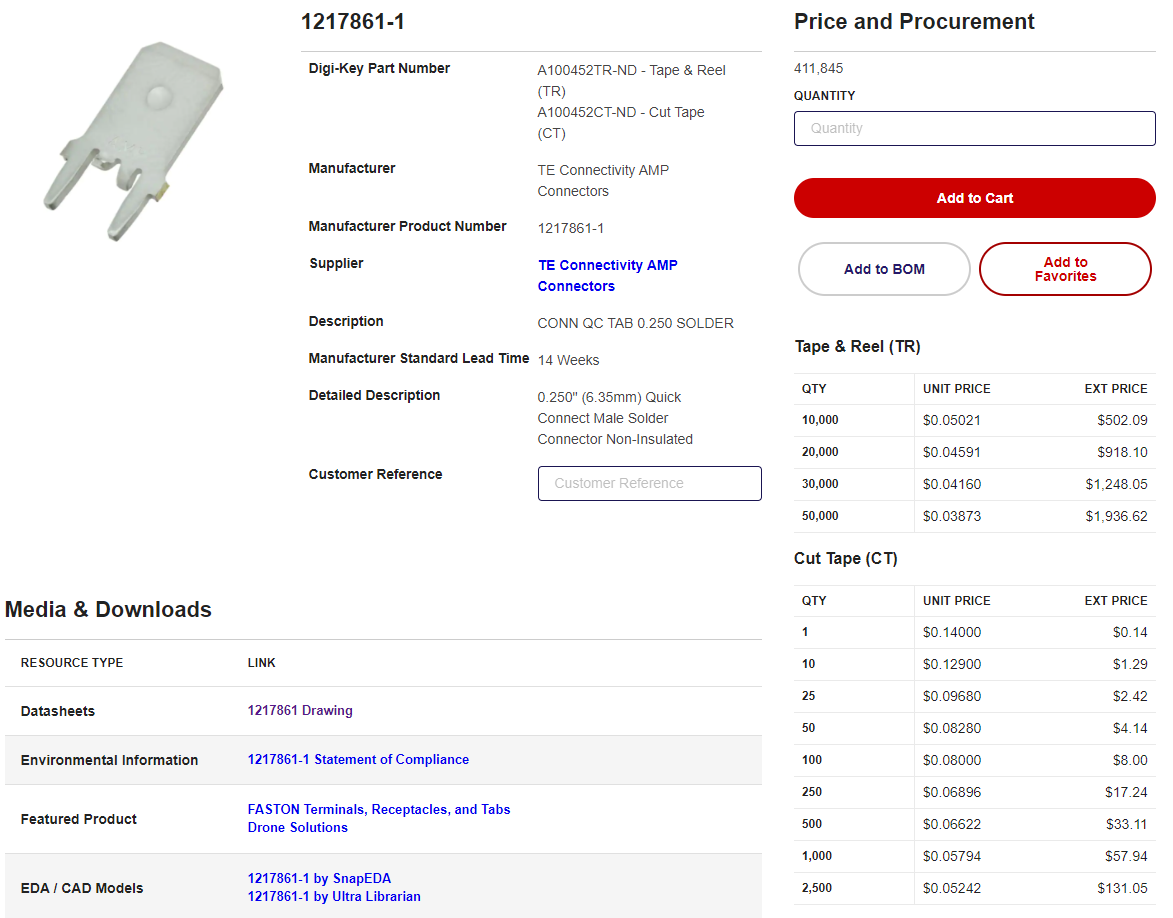 1217861-1
Digi-Key Part Number
A100452TR-ND - Tape & Reel
(TR)
A100452CT-ND - Cut Tape
(CT)
Manufacturer
TE Connectivity AMP
Connectors
Manufacturer Product Number
1217861-1
Supplier
TE Connectivity AMP
Connectors
Description
CONN QC TAB 0.250 SOLDER
Manufacturer Standard Lead Time
14 Weeks
Detailed Description
0.250" (6.35mm) Quick
Connect Male Solder
Connector Non-Insulated
Customer Reference
Customer Reference
Media & Downloads
RESOURCE TYPE LINK
Datasheets 1217861 Drawing
Environmental Information 1217861-1 Statement of Compliance
Featured Product
FASTON Terminals, Receptacles, and Tabs
Drone Solutions
EDA / CAD Models
1217861-1 by SnapEDA
1217861-1 by Ultra Librarian
Price and Procurement
411,845
QUANTITY
Quantity
Add to Cart
Add to BOM
Add to
Favorites
Tape & Reel (TR)
QTY UNIT PRICE EXT PRICE
10,000 $0.05021 $502.09
20,000 $0.04591 $918.10
30,000 $0.04160 $1,248.05
50,000 $0.03873 $1,936.62
Cut Tape (CT)
QTY UNIT PRICE EXT PRICE
1 $0.14000 $0.14
10 $0.12900 $1.29
25 $0.09680 $2.42
50 $0.08280 $4.14
100 $0.08000 $8.00
250 $0.06896 $17.24
500 $0.06622 $33.11
1,000 $0.05794 $57.94
2,500 $0.05242 $131.05